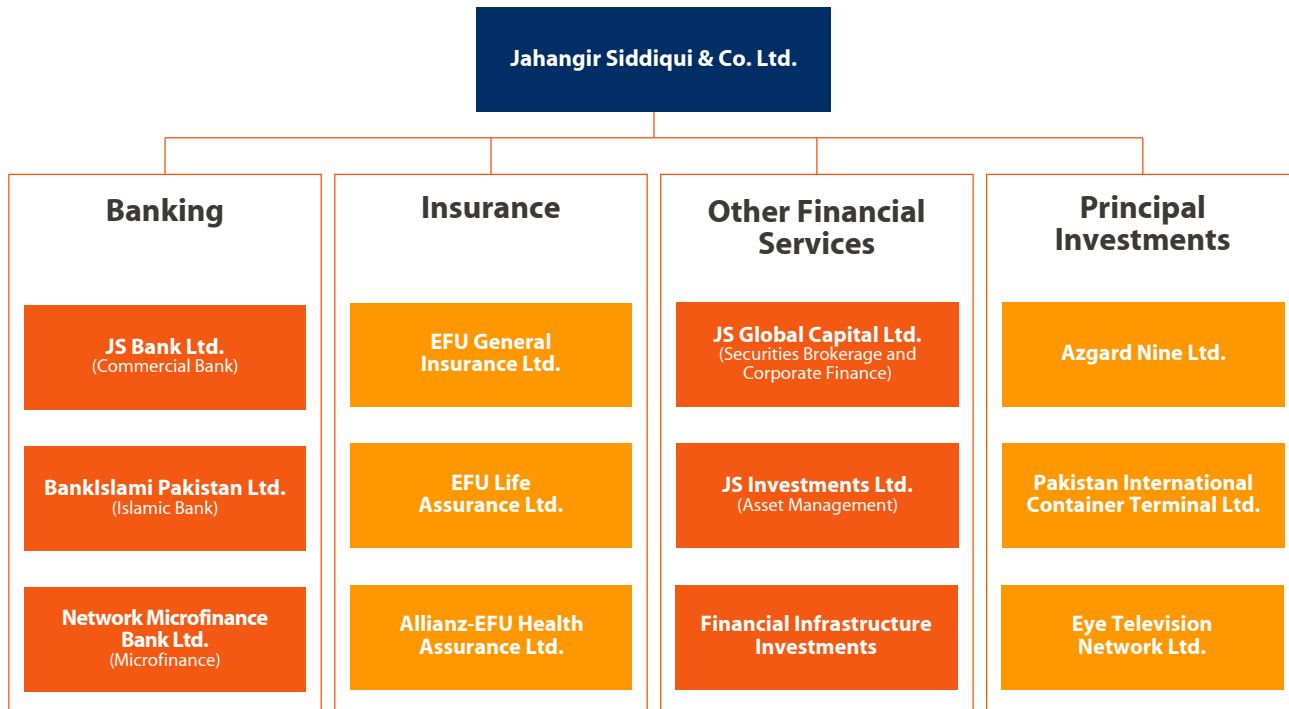 Jahangir Siddiqui & Co. Ltd.
Banking
JS Bank Ltd.
(Commercial Bank)
BankIslami Pakistan Ltd.
(Islamic Bank)
Network Microfinance
Bank Ltd.
(Microfinance)
Insurance
EFU General
Insurance Ltd.
EFU Life
Assurance Ltd.
Allianz-EFU Health
Assurance Ltd.
Other Financial
Services
JS Global Capital Ltd.
(Securities Brokerage and
Corporate Finance)
JS Investments Ltd.
(Asset Management)
Financial Infrastructure
Investments
Principal
Investments
Azgard Nine Ltd.
Pakistan International
Container Terminal Ltd.
Eye Television
Network Ltd.